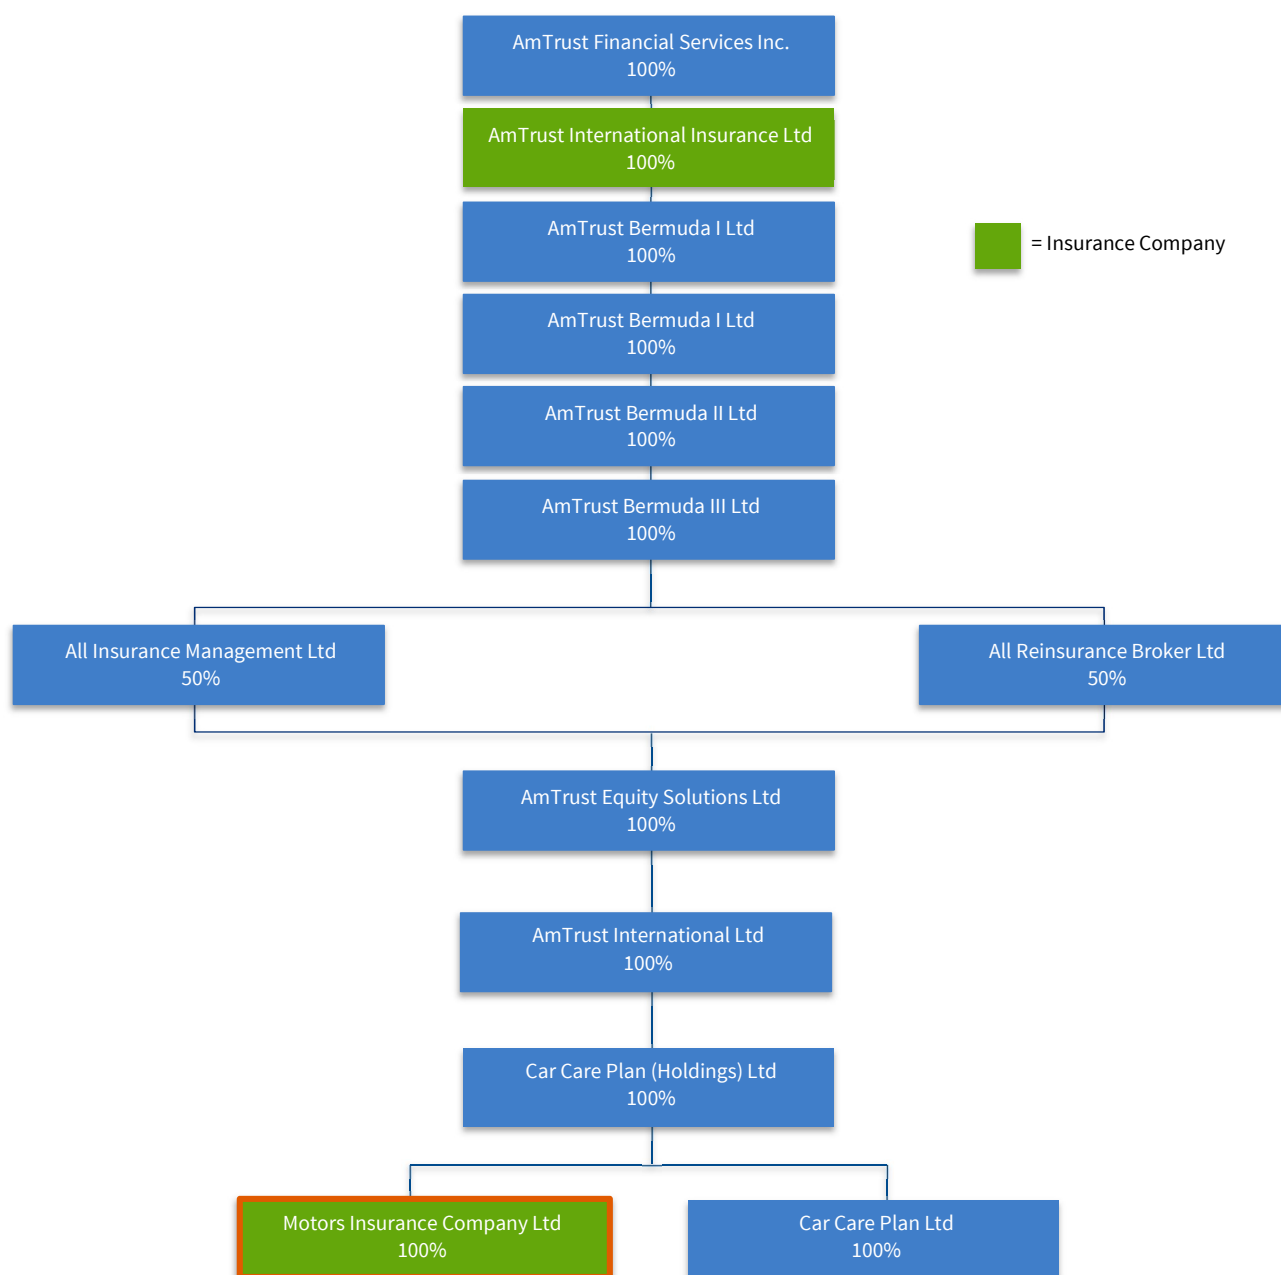 AmTrust Financial Services Inc.
100%
AmTrust International Insurance Ltd
100%
AmTrust Bermuda I Ltd
100%
= Insurance Company
AmTrust Bermuda I Ltd
100%
AmTrust Bermuda II Ltd
100%
AmTrust Bermuda III Ltd
100%
All Insurance Management Ltd
50%
All Reinsurance Broker Ltd
50%
AmTrust Equity Solutions Ltd
100%
AmTrust International Ltd
100%
Car Care Plan (Holdings) Ltd
100%
Motors Insurance Company Ltd
100%
Car Care Plan Ltd
100%